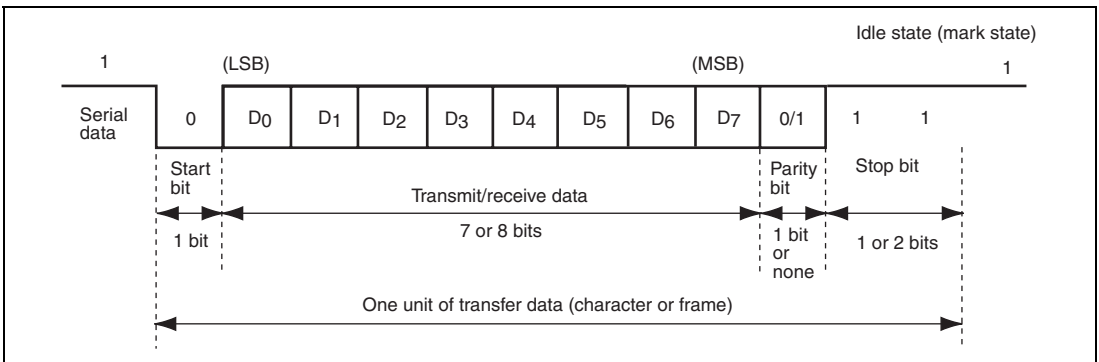 Idle state (mark state)
1 (LSB) (MSB) 1
Serial
data
0 D0 D1 D2 D3 D4 D5 D6 D7 0/1 1 1
Start
bit
Transmit/receive data
Parity
bit
Stop bit
1 bit
7 or 8 bits
1 bit
or
none
1 or 2 bits
One unit of transfer data (character or frame)